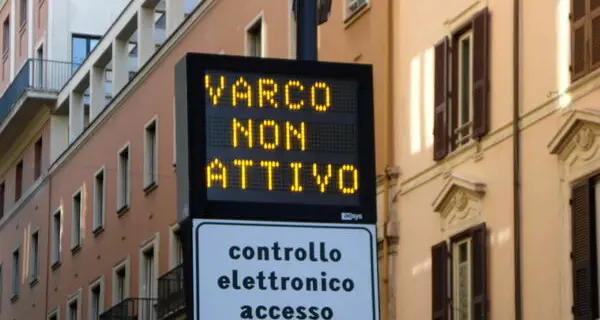 VARCO
NON
ATTIVO
controllo
elettronico
accesso